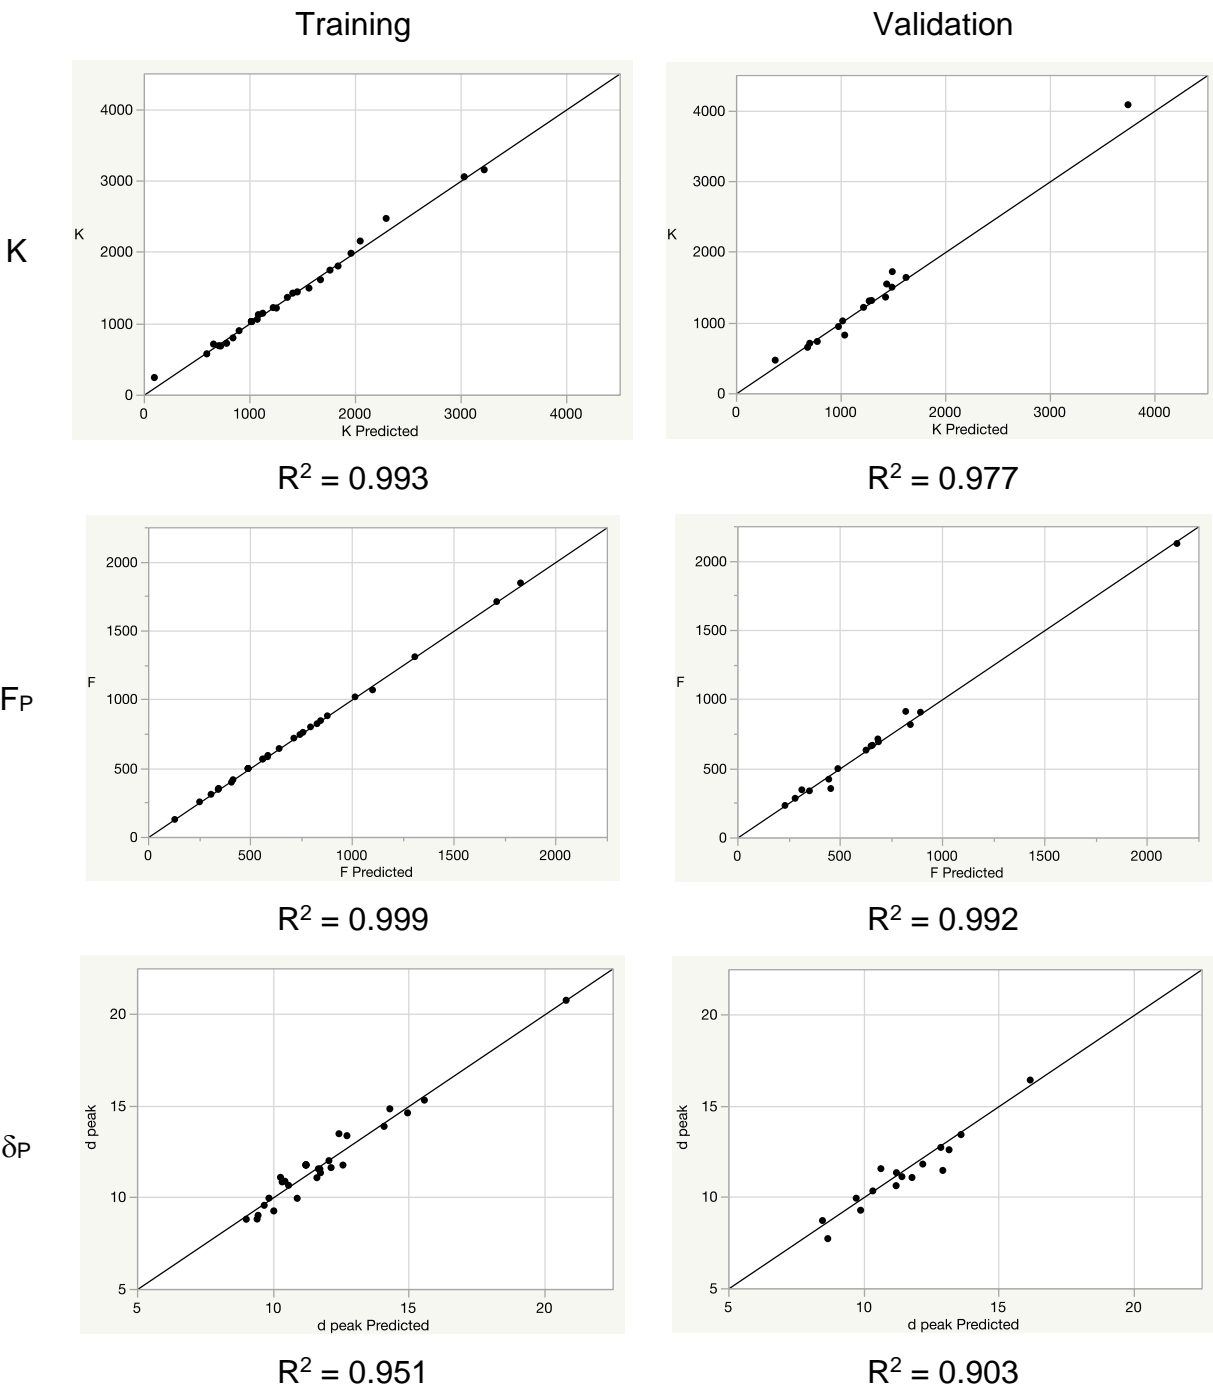 Training
Validation
K
4000
3000
2000
1000
0
K
0 1000 2000 3000 4000
K Predicted
4000
3000
2000
1000
0
K
0 1000 2000 3000 4000
K Predicted
R² = 0.993
R² = 0.977
FP
2000
1500
1000
500
0
F
0 500 1000 1500 2000
F Predicted
2000
1500
1000
500
0
F
0 500 1000 1500 2000
F Predicted
R² = 0.999
R² = 0.992
δP
20
15
10
5
d peak
5 10 15 20
d peak Predicted
20
15
10
5
d peak
5 10 15 20
d peak Predicted
R² = 0.951
R² = 0.903